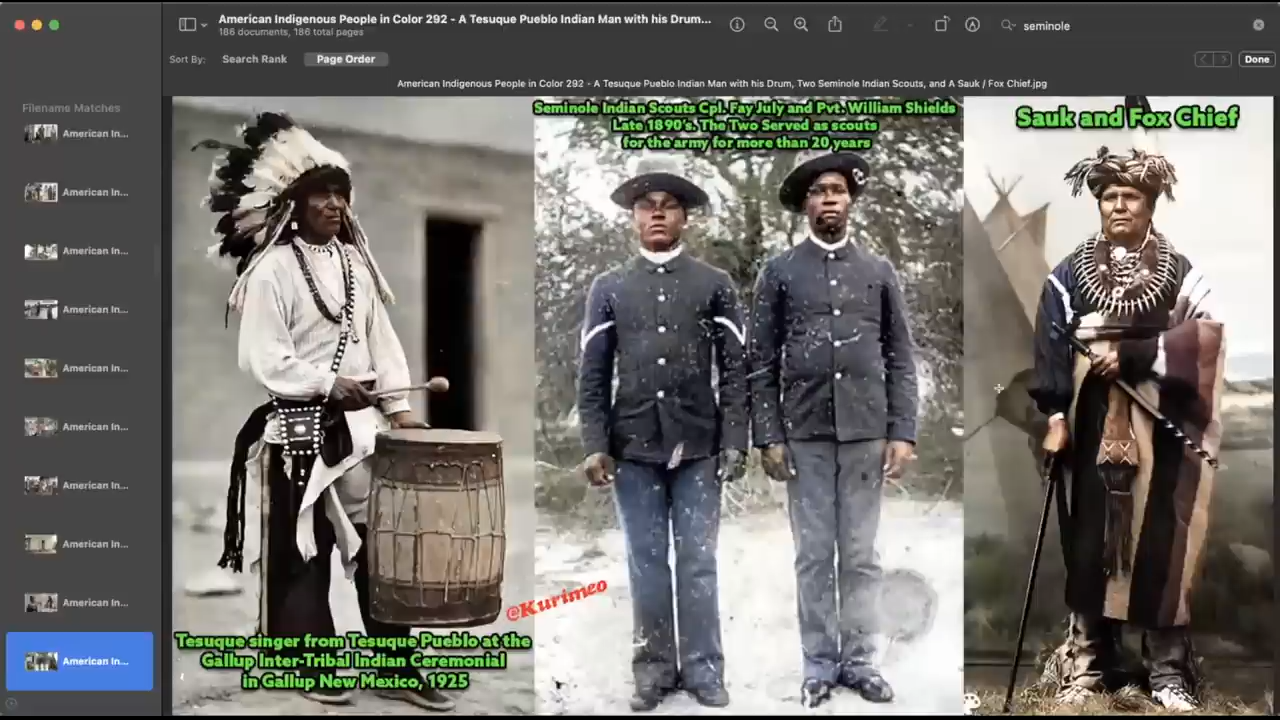 American Indigenous People in Color 292 - A Tesuque Pueblo Indian Man with his Drum...
186 documents, 186 total pages
seminole
Sort By:
Search Rank
Page Order
Done
American Indigenous People in Color 292 - A Tesuque Pueblo Indian Man with his Drum, Two Seminole Indian Scouts, and A Sauk / Fox Chief.jpg
Filename Matches
American In...
American In...
American In...
American In...
American In...
American In...
American In...
American In...
American In...
American In...
Seminole Indian Scouts Cpl. Fay July and Pvt. William Shields
Late 1890's. The Two Served as scouts
for the army for more than 20 years
Sauk and Fox Chief
@Kurimeo
Tesuque singer from Tesuque Pueblo at the
Gallup Inter-Tribal Indian Ceremonial
in Gallup New Mexico, 1925